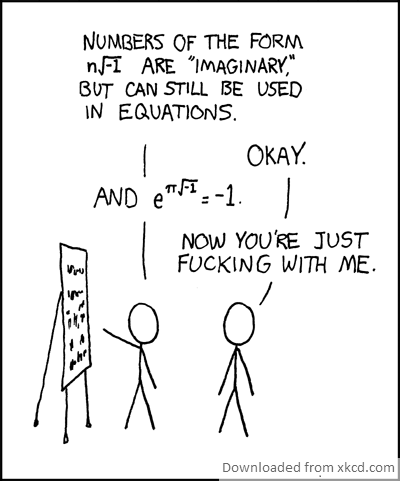 NUMBERS OF THE FORM
n√-1 ARE "IMAGINARY,"
BUT CAN STILL BE USED
IN EQUATIONS.
OKAY.
AND e^π√-1 = -1.
NOW YOU'RE JUST
FUCKING WITH ME.
Downloaded from xkcd.com